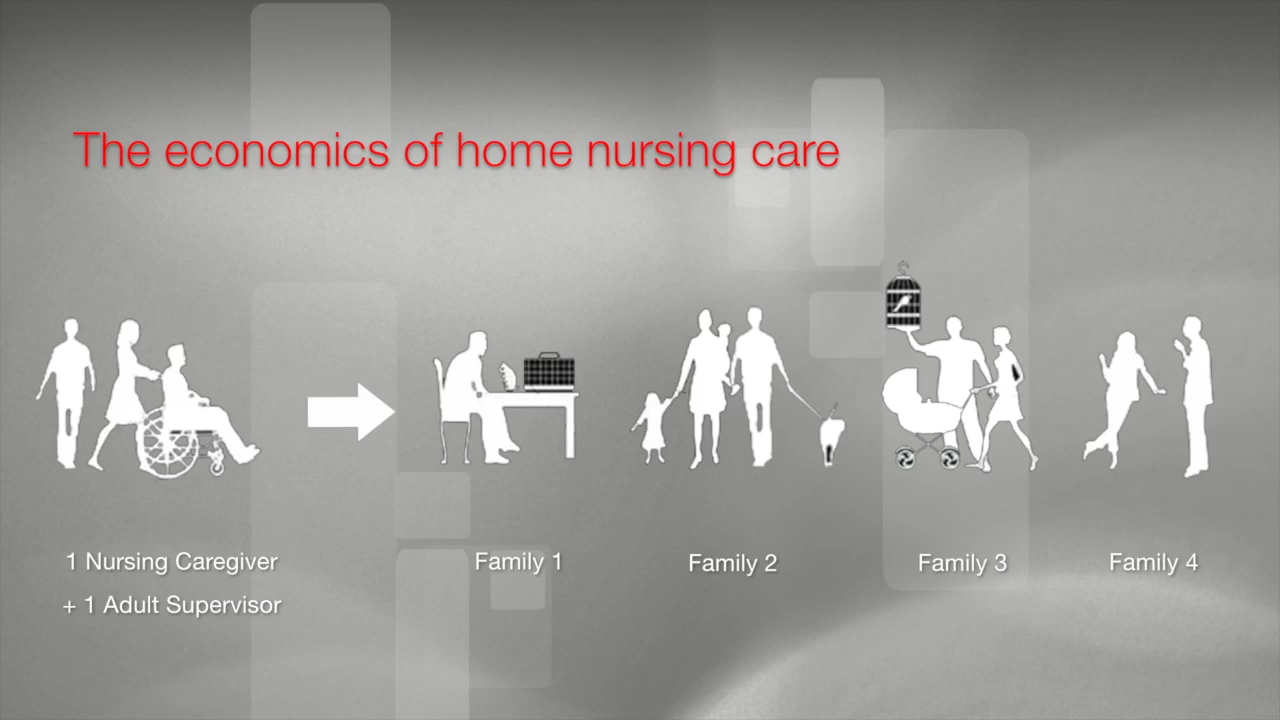 The economics of home nursing care
1 Nursing Caregiver
+ 1 Adult Supervisor
Family 1
Family 2
Family 3
Family 4